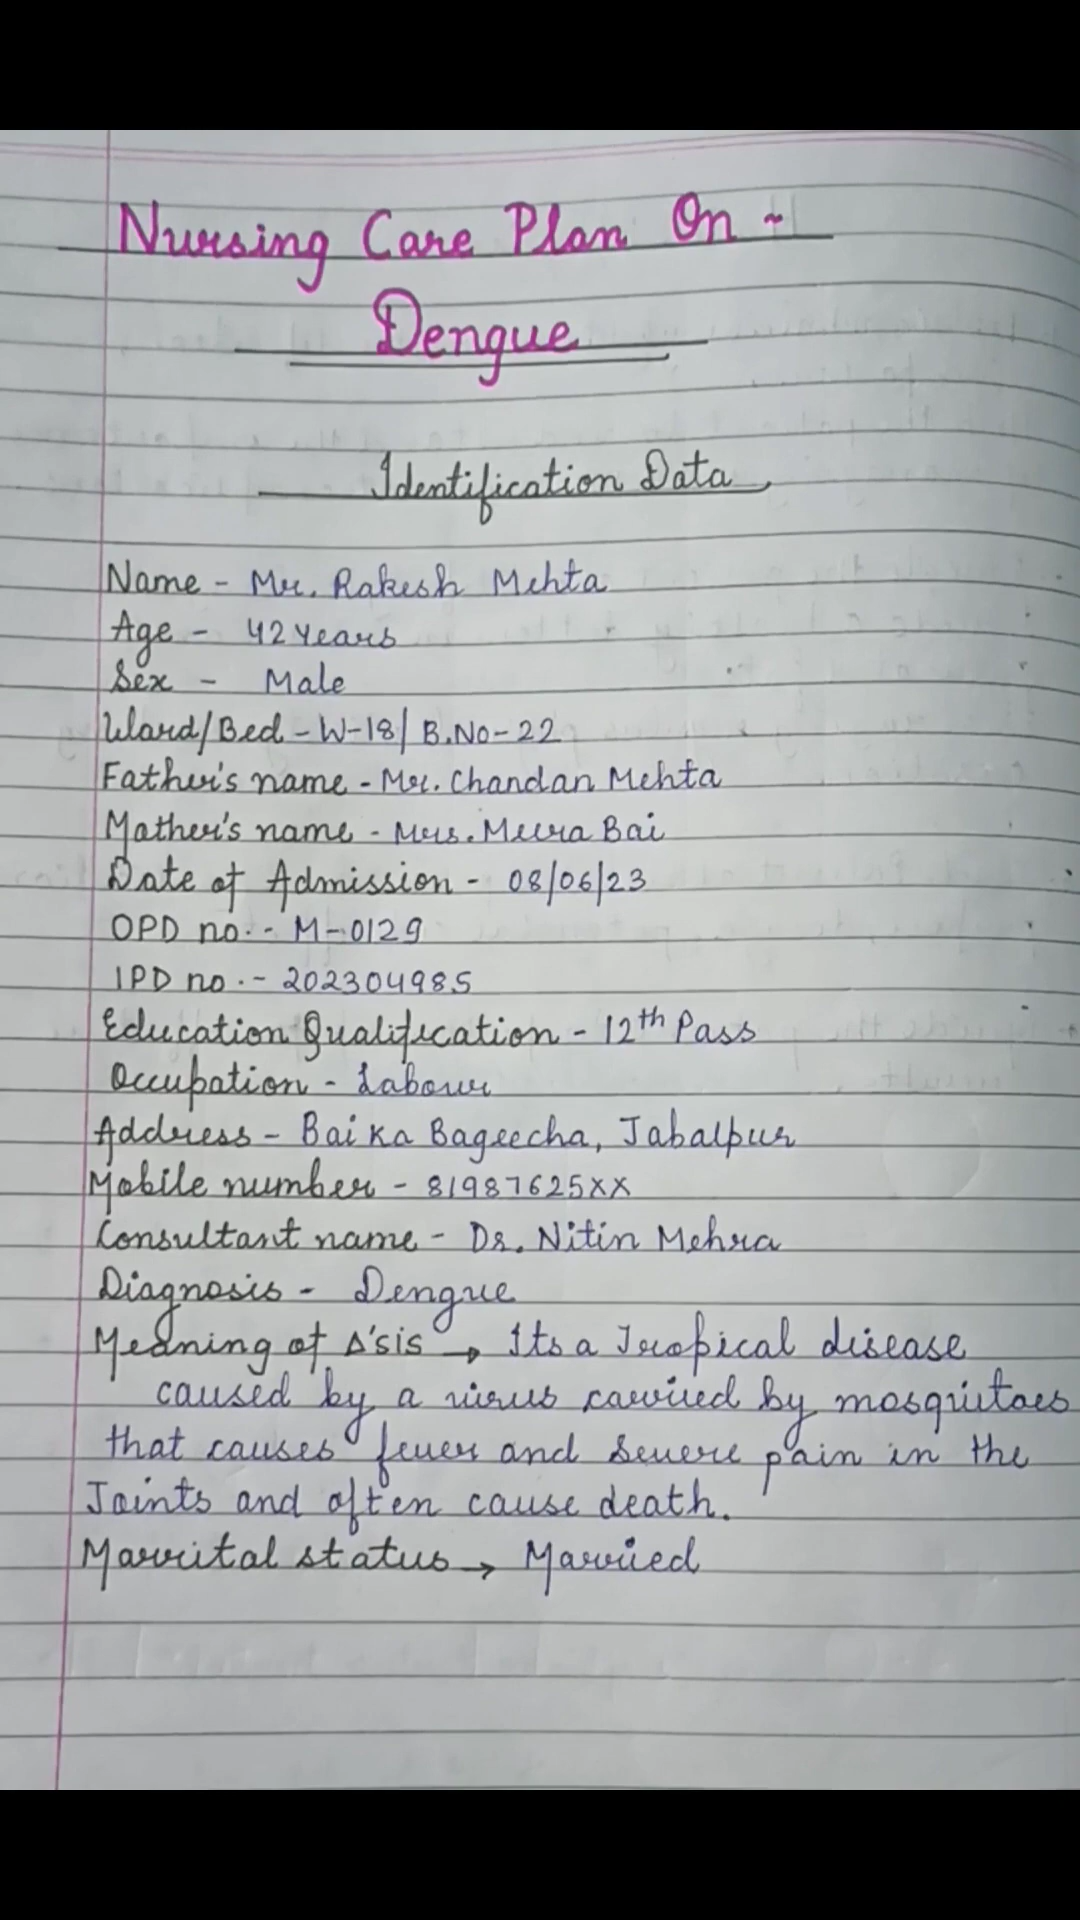 Nursing Care Plan On ~
Dengue
Identification Data
Name - Mr. Rakesh Mehta
Age - 42 Years
Sex - Male
Ward/Bed - W-18/ B.No-22
Father's name - Mr. Chandan Mehta
Mother's name - Mrs. Meera Bai
Date of Admission - 08/06/23
OPD no. - M-0129
IPD no. - 202304985
Education Qualification - 12th Pass
Occupation - Labour
Address - Bai ka Bageecha, Jabalpur
Mobile number - 81987625XX
Consultant name - Dr. Nitin Mehra
Diagnosis - Dengue
Meaning of Δ'sis → Its a Tropical disease
caused by a virus carried by mosquitoes
that causes fever and severe pain in the
Joints and often cause death.
Marrital status → Married